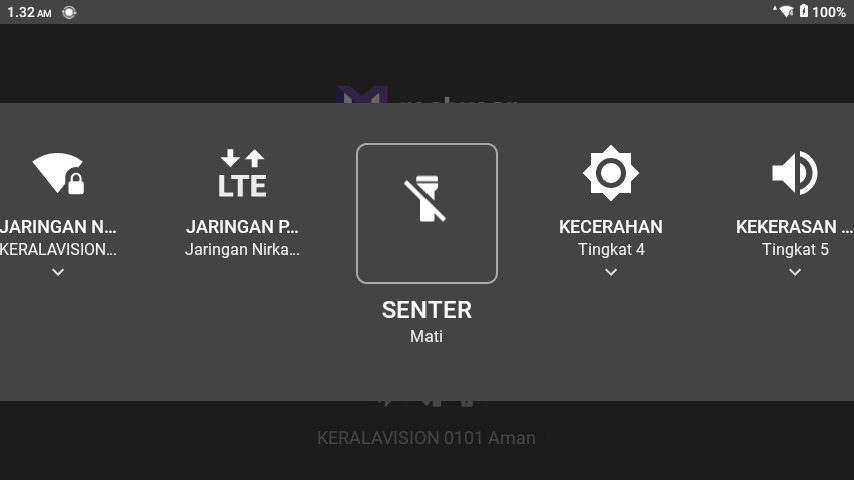 1.32 AM
100%
JARINGAN N...
KERALAVISION...
LTE
JARINGAN P...
Jaringan Nirka...
SENTER
Mati
KECERAHAN
Tingkat 4
KEKERASAN ...
Tingkat 5
KERALAVISION 0101 Aman